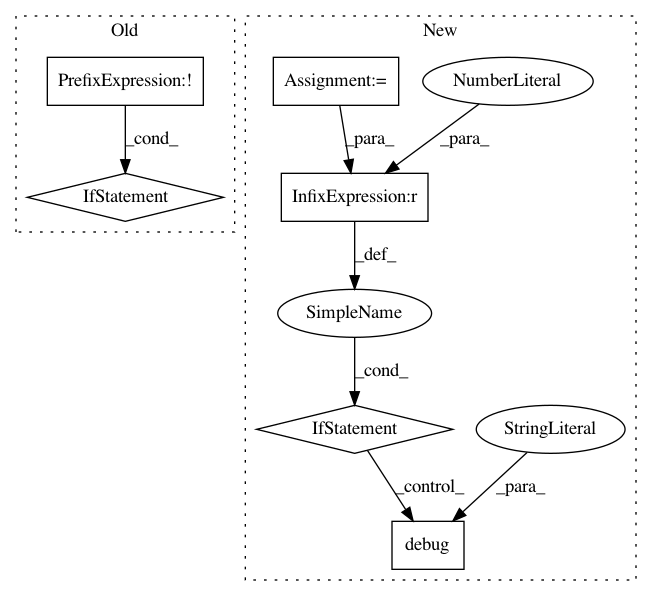 Old
New
PrefixExpression:!
Assignment:=
NumberLiteral
_cond_
_para_
_para_
IfStatement
InfixExpression:r
_def_
SimpleName
_cond_
IfStatement
StringLiteral
_control_
_para_
debug